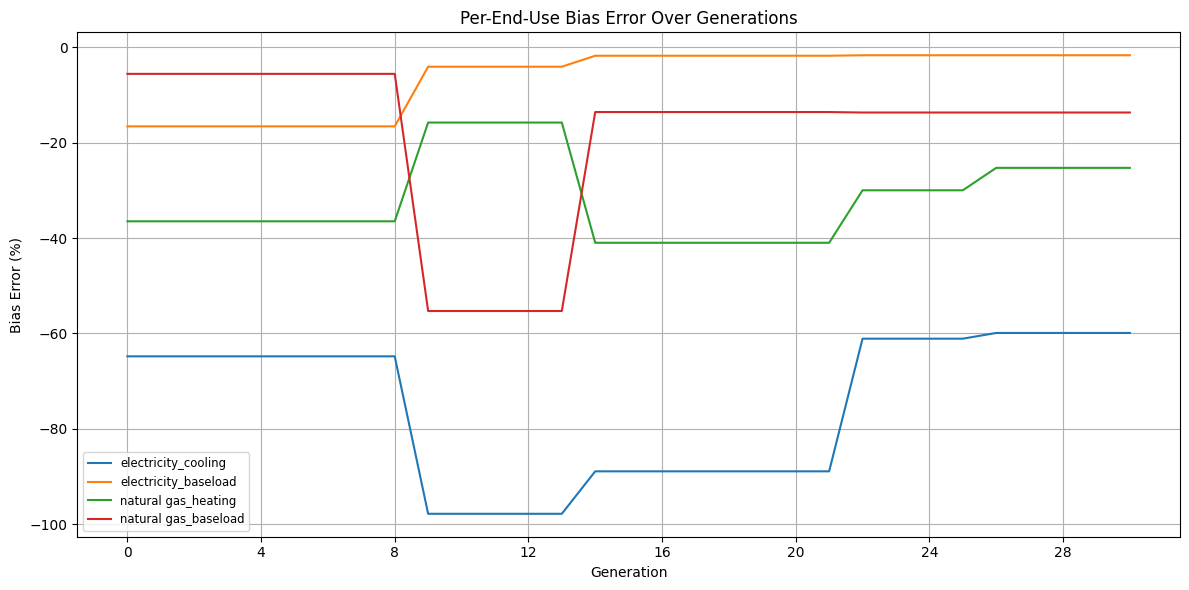 Per-End-Use Bias Error Over Generations
Bias Error (%)
0
−20
−40
−60
−80
−100
electricity_cooling
electricity_baseload
natural gas_heating
natural gas_baseload
0 4 8 12 16 20 24 28
Generation